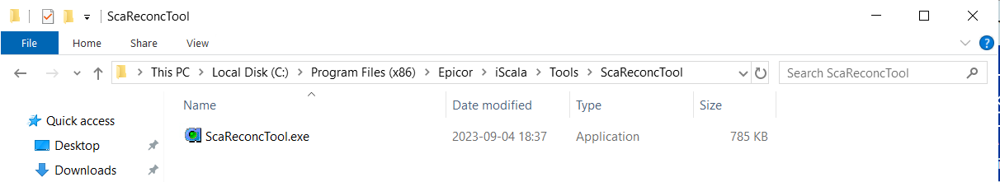 ScaReconcTool
File Home Share View
This PC Local Disk (C:) Program Files (x86) Epicor iScala Tools ScaReconcTool Search ScaReconcTool
Name Date modified Type Size
Quick access
ScaReconcTool.exe 2023-09-04 18:37 Application 785 KB
Desktop
Downloads